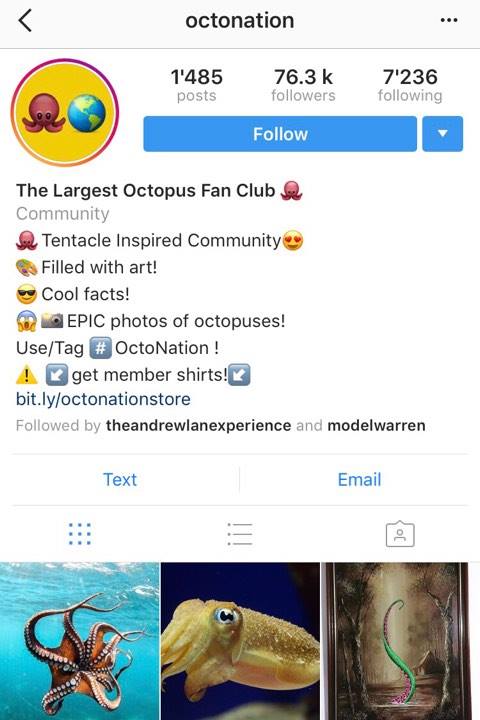 octonation
1'485 76.3 k 7'236
posts followers following
Follow
The Largest Octopus Fan Club 🐙
Community
🐙 Tentacle Inspired Community😍
🎨 Filled with art!
😎 Cool facts!
😱 📸 EPIC photos of octopuses!
Use/Tag #️⃣ OctoNation !
⚠️ ↙️ get member shirts!↙️
bit.ly/octonationstore
Followed by theandrewlanexperience and modelwarren
Text Email